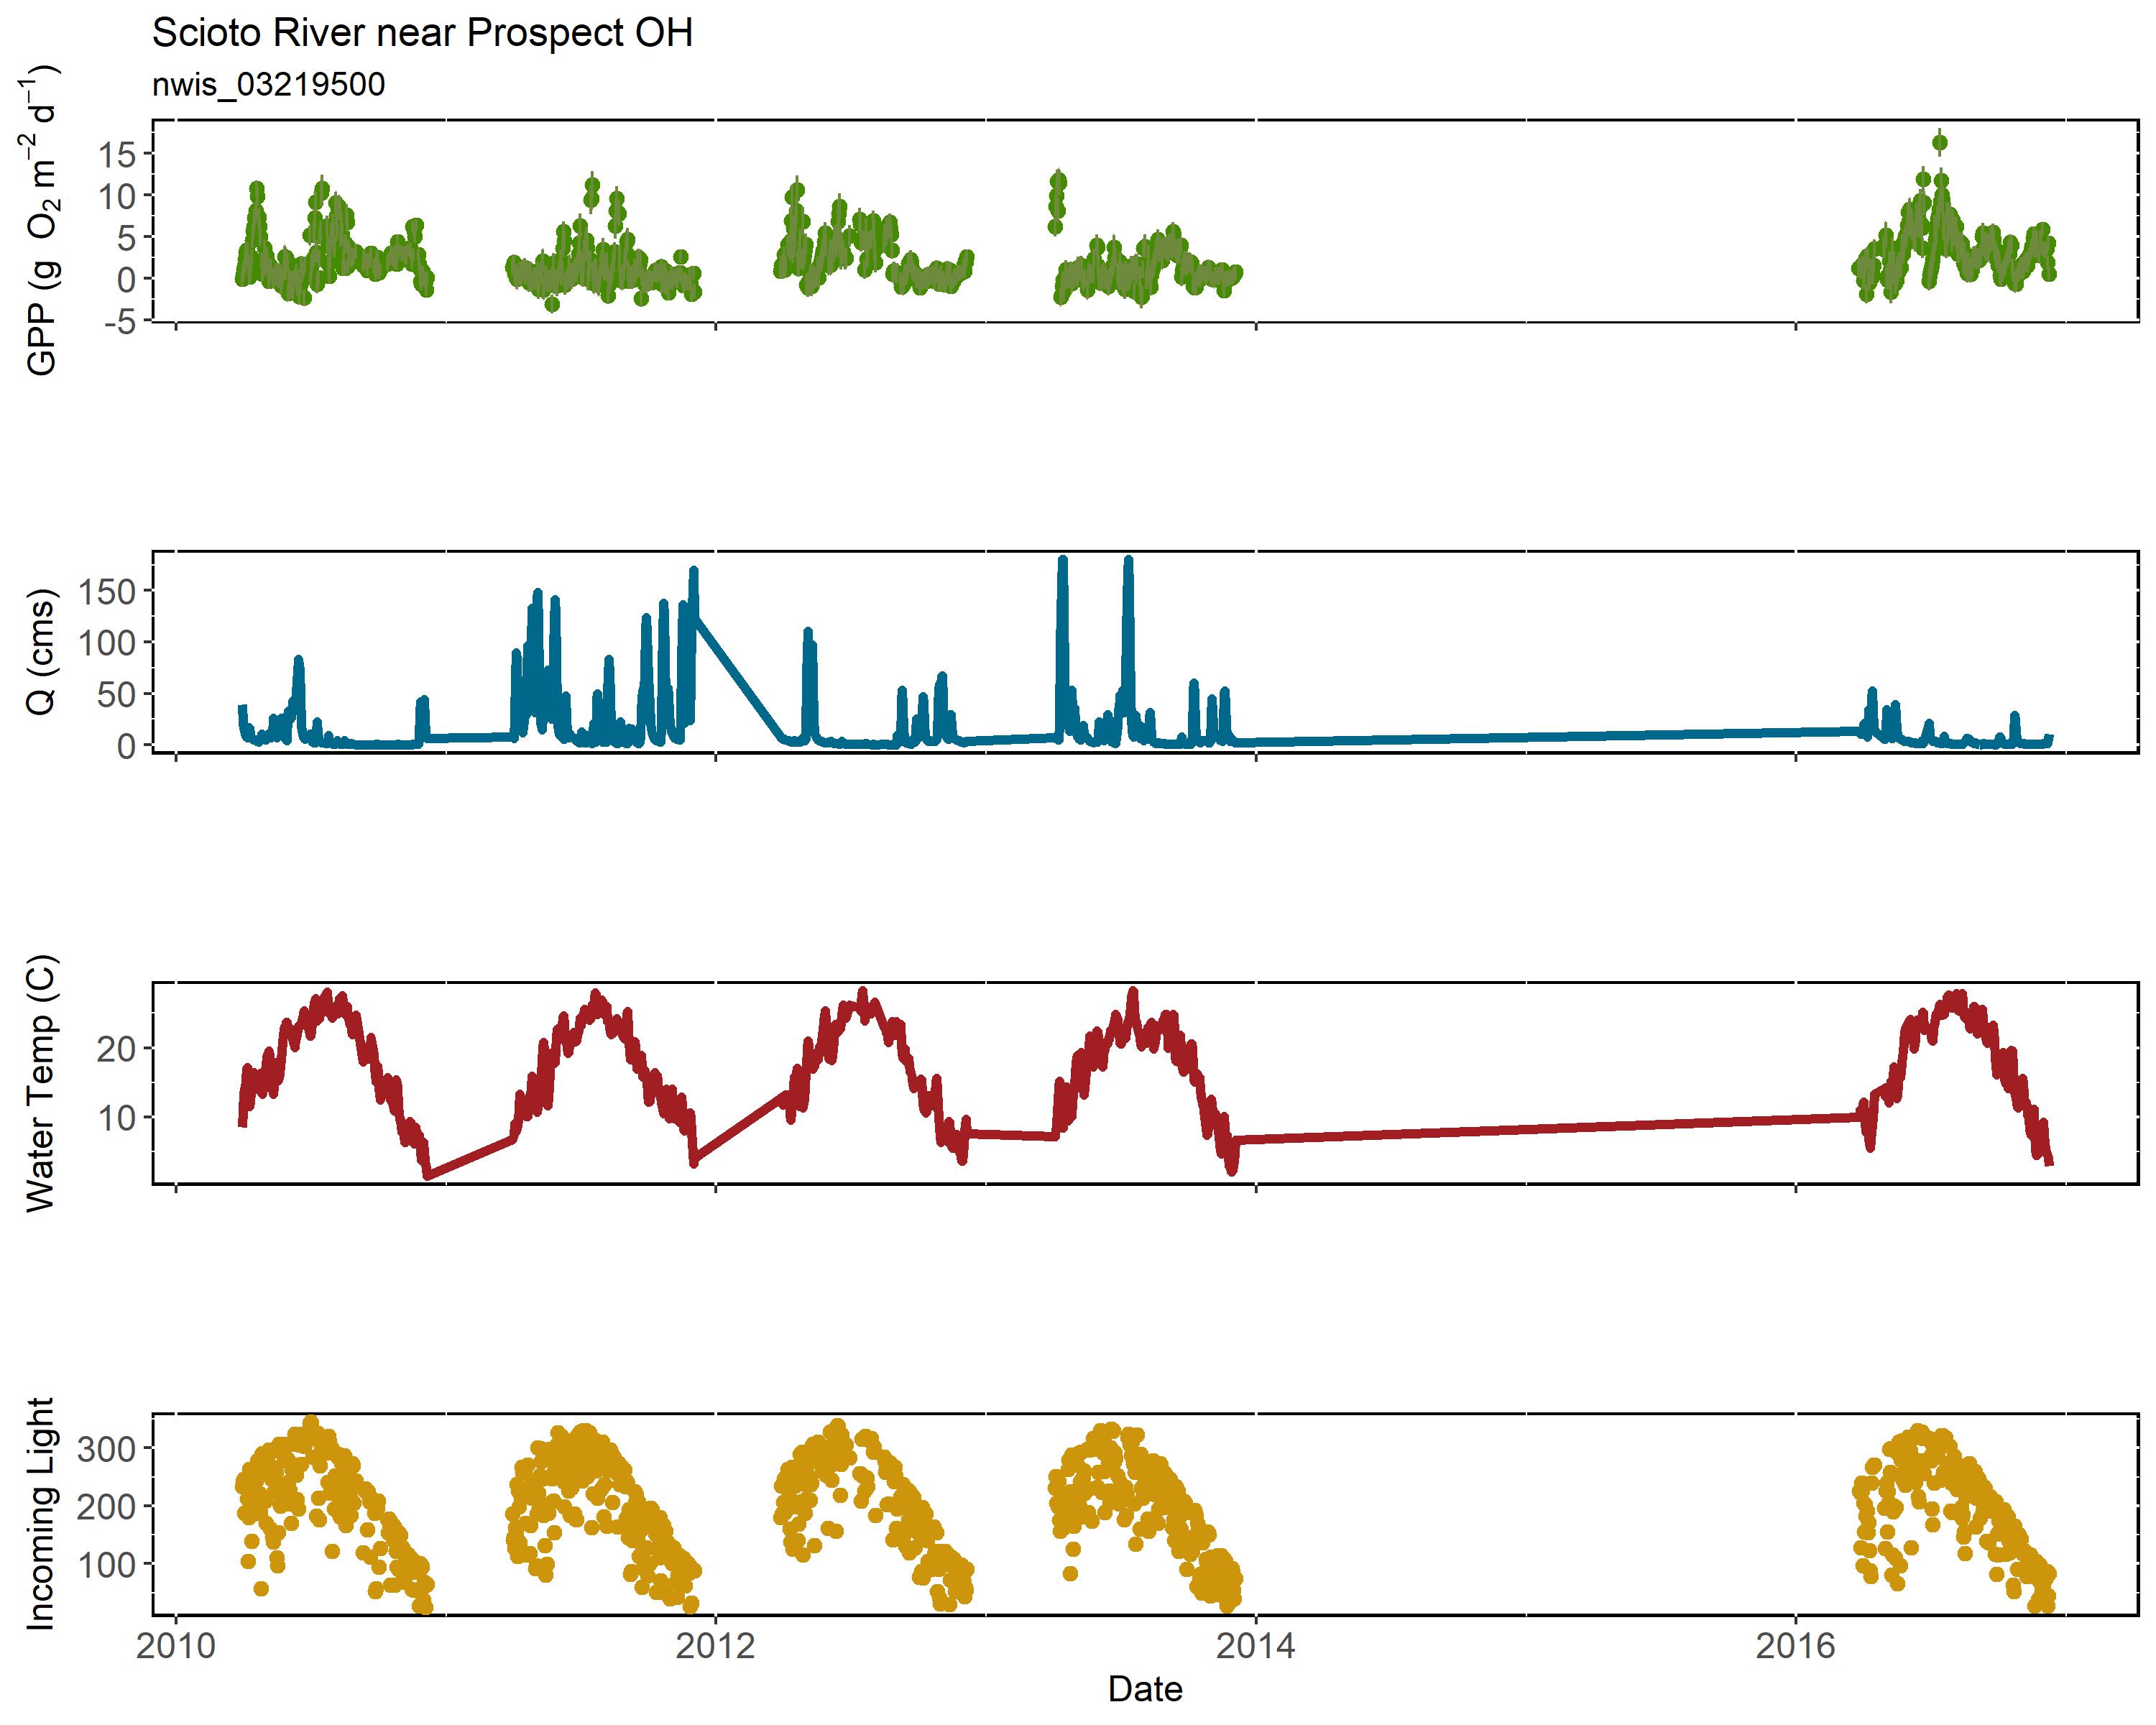 Scioto River near Prospect OH
nwis_03219500
GPP (g O₂ m⁻² d⁻¹)
15
10
5
0
-5
Q (cms)
150
100
50
0
Water Temp (C)
20
10
Incoming Light
300
200
100
2010 2012 2014 2016
Date